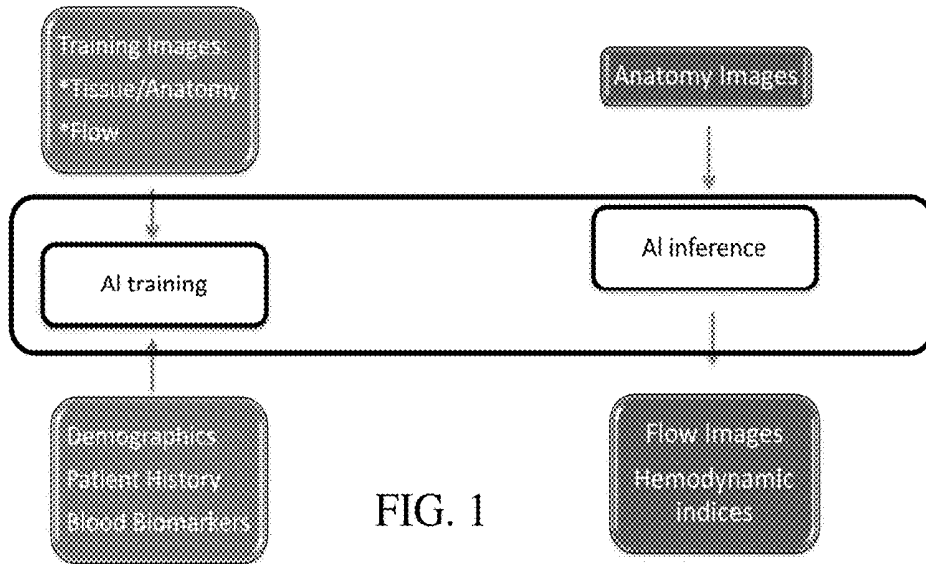 Training Images:
*Tissue/Anatomy
*Flow
Anatomy Images
AI training
AI inference
Demographics
Patient History
Blood Biomarkers
Flow Images
Hemodynamic
indices
FIG. 1